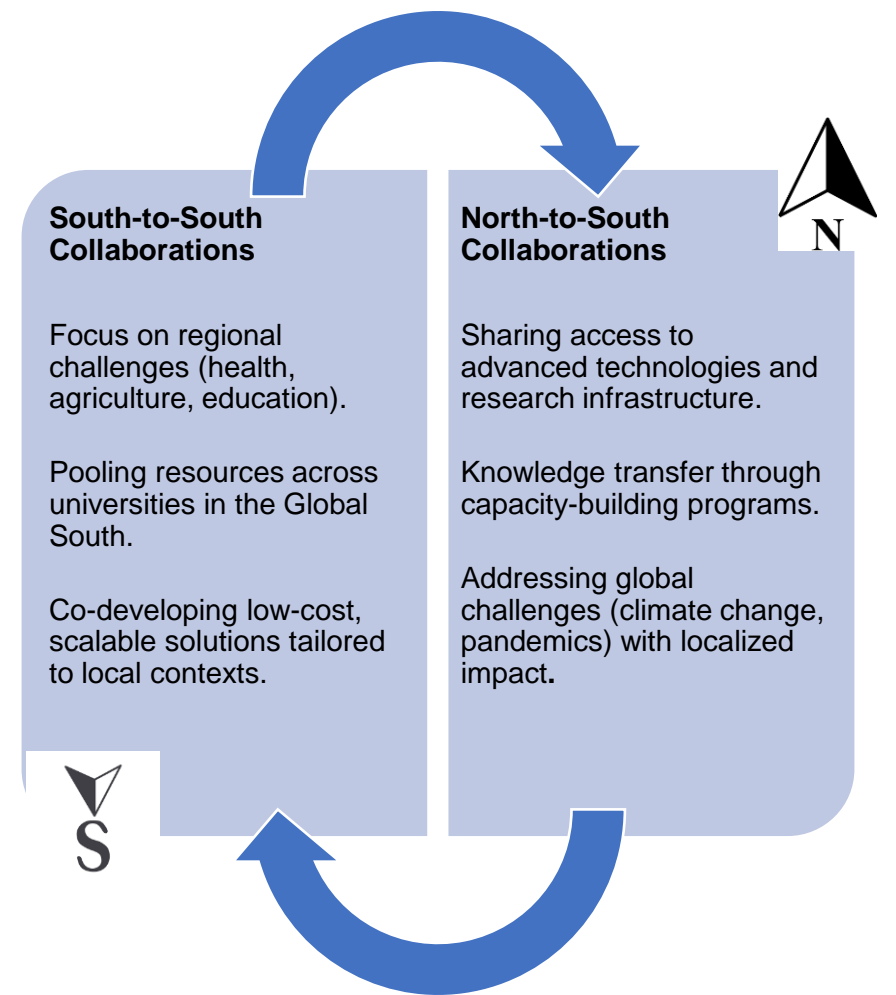 South-to-South
Collaborations
Focus on regional
challenges (health,
agriculture, education).
Pooling resources across
universities in the Global
South.
Co-developing low-cost,
scalable solutions tailored
to local contexts.
S
N
North-to-South
Collaborations
Sharing access to
advanced technologies and
research infrastructure.
Knowledge transfer through
capacity-building programs.
Addressing global
challenges (climate change,
pandemics) with localized
impact.